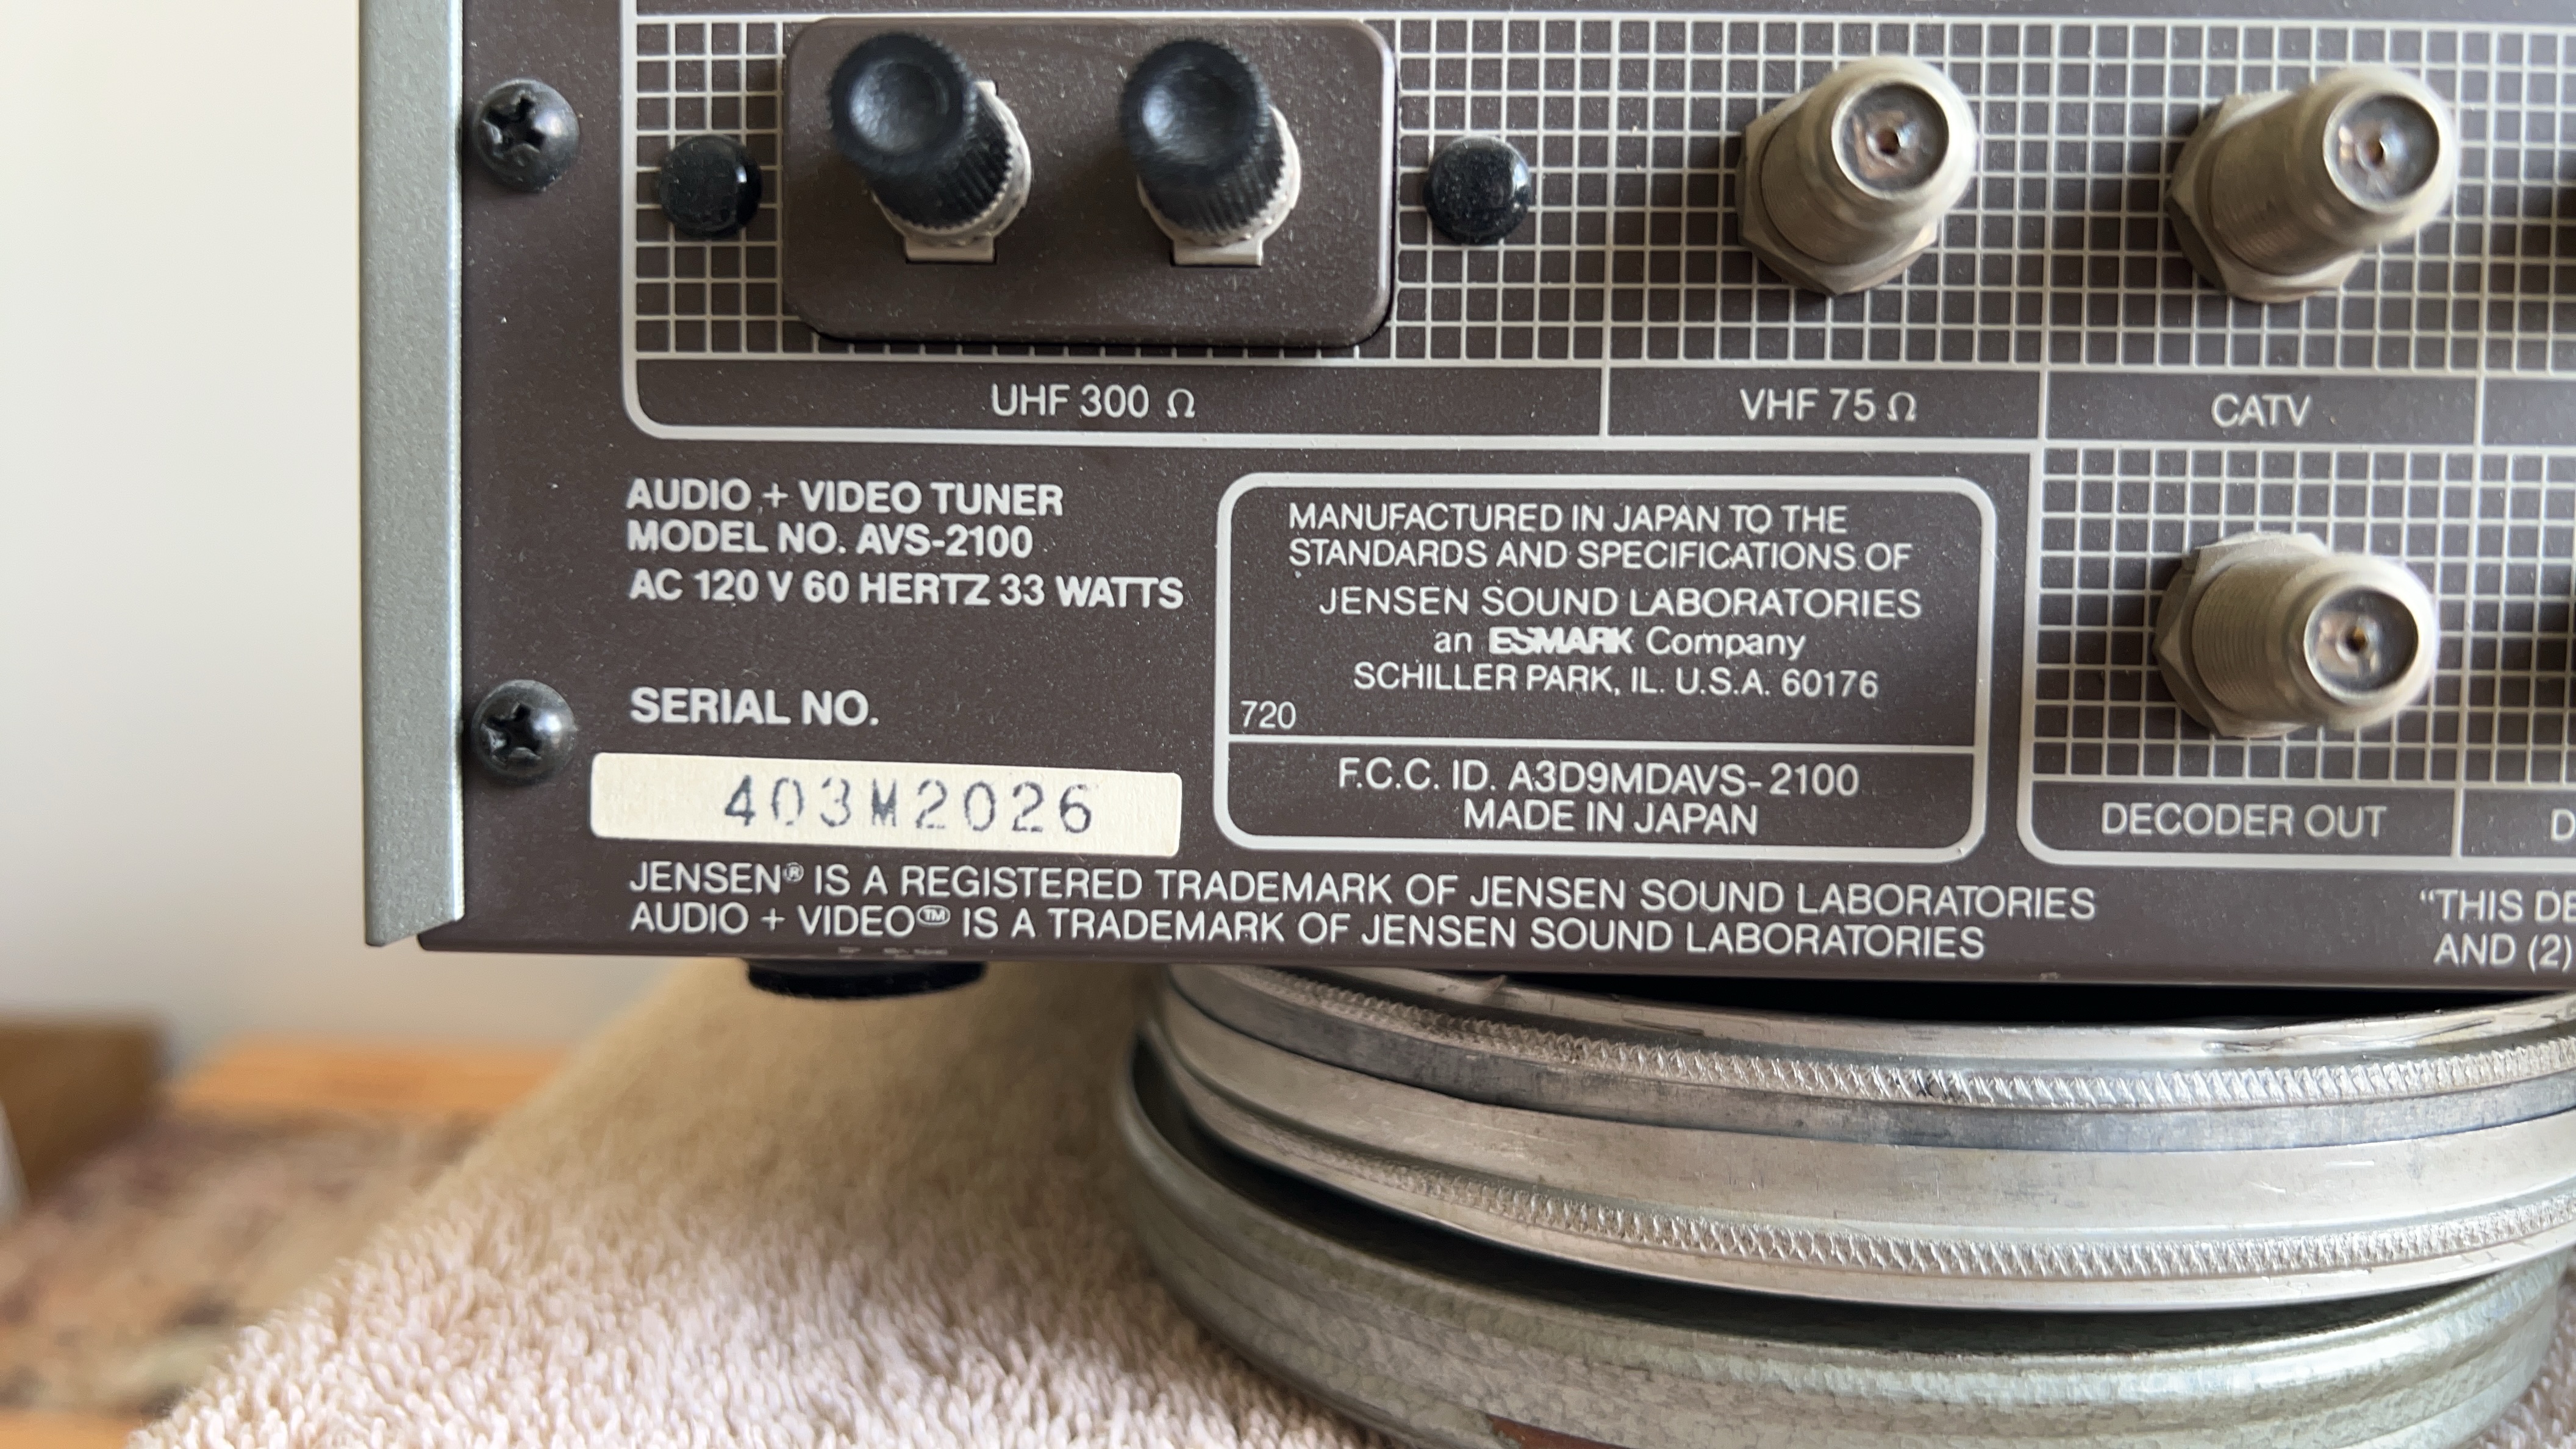 UHF 300 Ω
VHF 75 Ω
CATV
AUDIO + VIDEO TUNER
MODEL NO. AVS-2100
AC 120 V 60 HERTZ 33 WATTS
SERIAL NO.
403M2026
MANUFACTURED IN JAPAN TO THE
STANDARDS AND SPECIFICATIONS OF
JENSEN SOUND LABORATORIES
an ESMARK Company
SCHILLER PARK, IL. U.S.A. 60176
720
F.C.C. ID. A3D9MDAVS-2100
MADE IN JAPAN
DECODER OUT
JENSEN® IS A REGISTERED TRADEMARK OF JENSEN SOUND LABORATORIES
AUDIO + VIDEO™ IS A TRADEMARK OF JENSEN SOUND LABORATORIES
“THIS
AND (2)